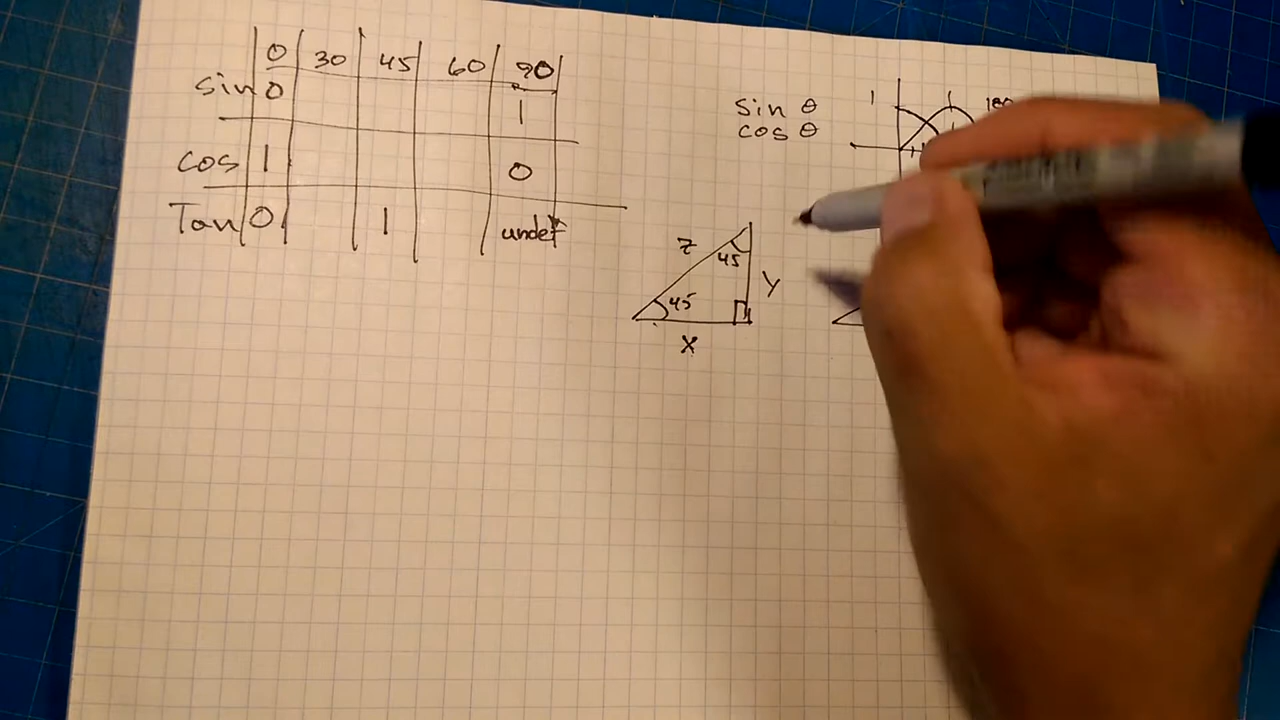 0 30 45 60 90
sin 0 1
cos 1 0
Tan 0 1 undef
sin θ
cos θ
1 1
z 45 y
45
x